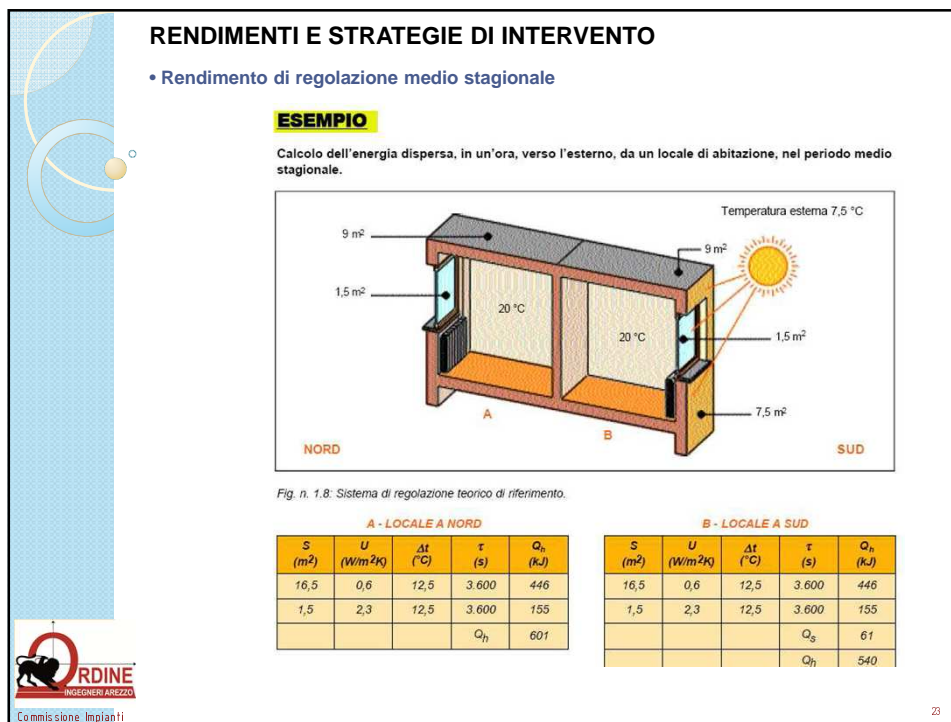 RENDIMENTI E STRATEGIE DI INTERVENTO
• Rendimento di regolazione medio stagionale
ESEMPIO
Calcolo dell'energia dispersa, in un'ora, verso l'esterno, da un locale di abitazione, nel periodo medio
stagionale.
Temperatura esterna 7,5 °C
9 m²
9 m²
1,5 m²
20 °C
20 °C
1,5 m²
7,5 m²
A
B
NORD
SUD
Fig. n. 1.8: Sistema di regolazione teorico di riferimento.
A - LOCALE A NORD
S (m²) U (W/m²K) Δt (°C) τ (s) Qh (kJ)
16,5 0,6 12,5 3.600 446
1,5 2,3 12,5 3.600 155
Qh 601
B - LOCALE A SUD
S (m²) U (W/m²K) Δt (°C) τ (s) Qh (kJ)
16,5 0,6 12,5 3.600 446
1,5 2,3 12,5 3.600 155
Qs 61
Qh 540
ORDINE
INGEGNERI AREZZO
Commissione Impianti
23